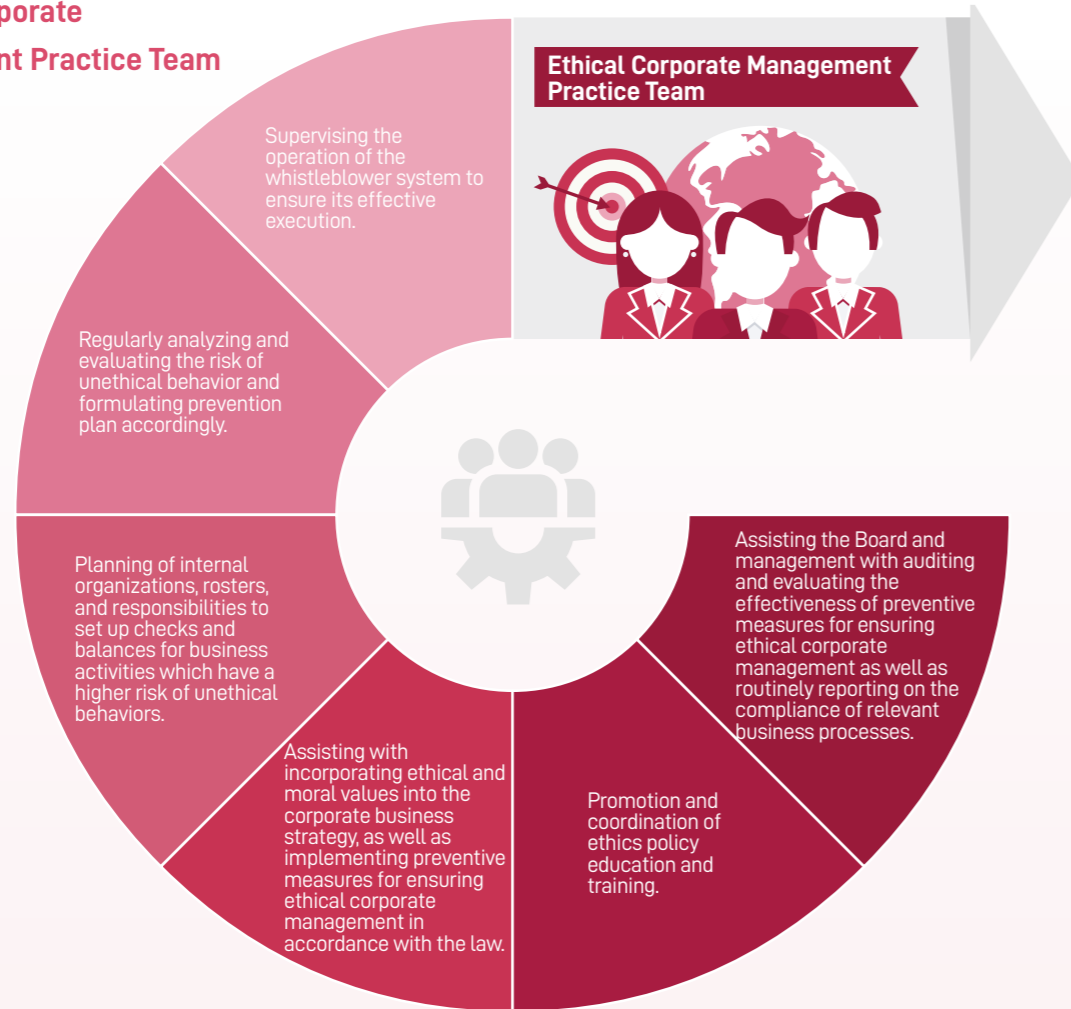 porate
nt Practice Team
Ethical Corporate Management
Practice Team
Supervising the
operation of the
whistleblower system to
ensure its effective
execution.
Regularly analyzing and
evaluating the risk of
unethical behavior and
formulating prevention
plan accordingly.
Planning of internal
organizations, rosters,
and responsibilities to
set up checks and
balances for business
activities which have a
higher risk of unethical
behaviors.
Assisting with
incorporating ethical and
moral values into the
corporate business
strategy, as well as
implementing preventive
measures for ensuring
ethical corporate
management in
accordance with the law.
Promotion and
coordination of
ethics policy
education and
training.
Assisting the Board and
management with auditing
and evaluating the
effectiveness of preventive
measures for ensuring
ethical corporate
management as well as
routinely reporting on the
compliance of relevant
business processes.